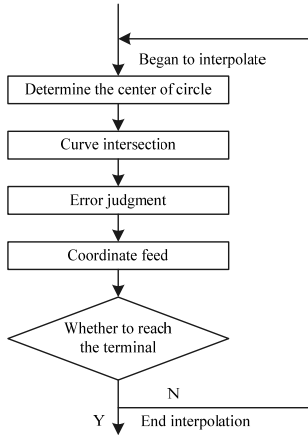 Began to interpolate
Determine the center of circle
Curve intersection
Error judgment
Coordinate feed
Whether to reach
the terminal
N
Y
End interpolation